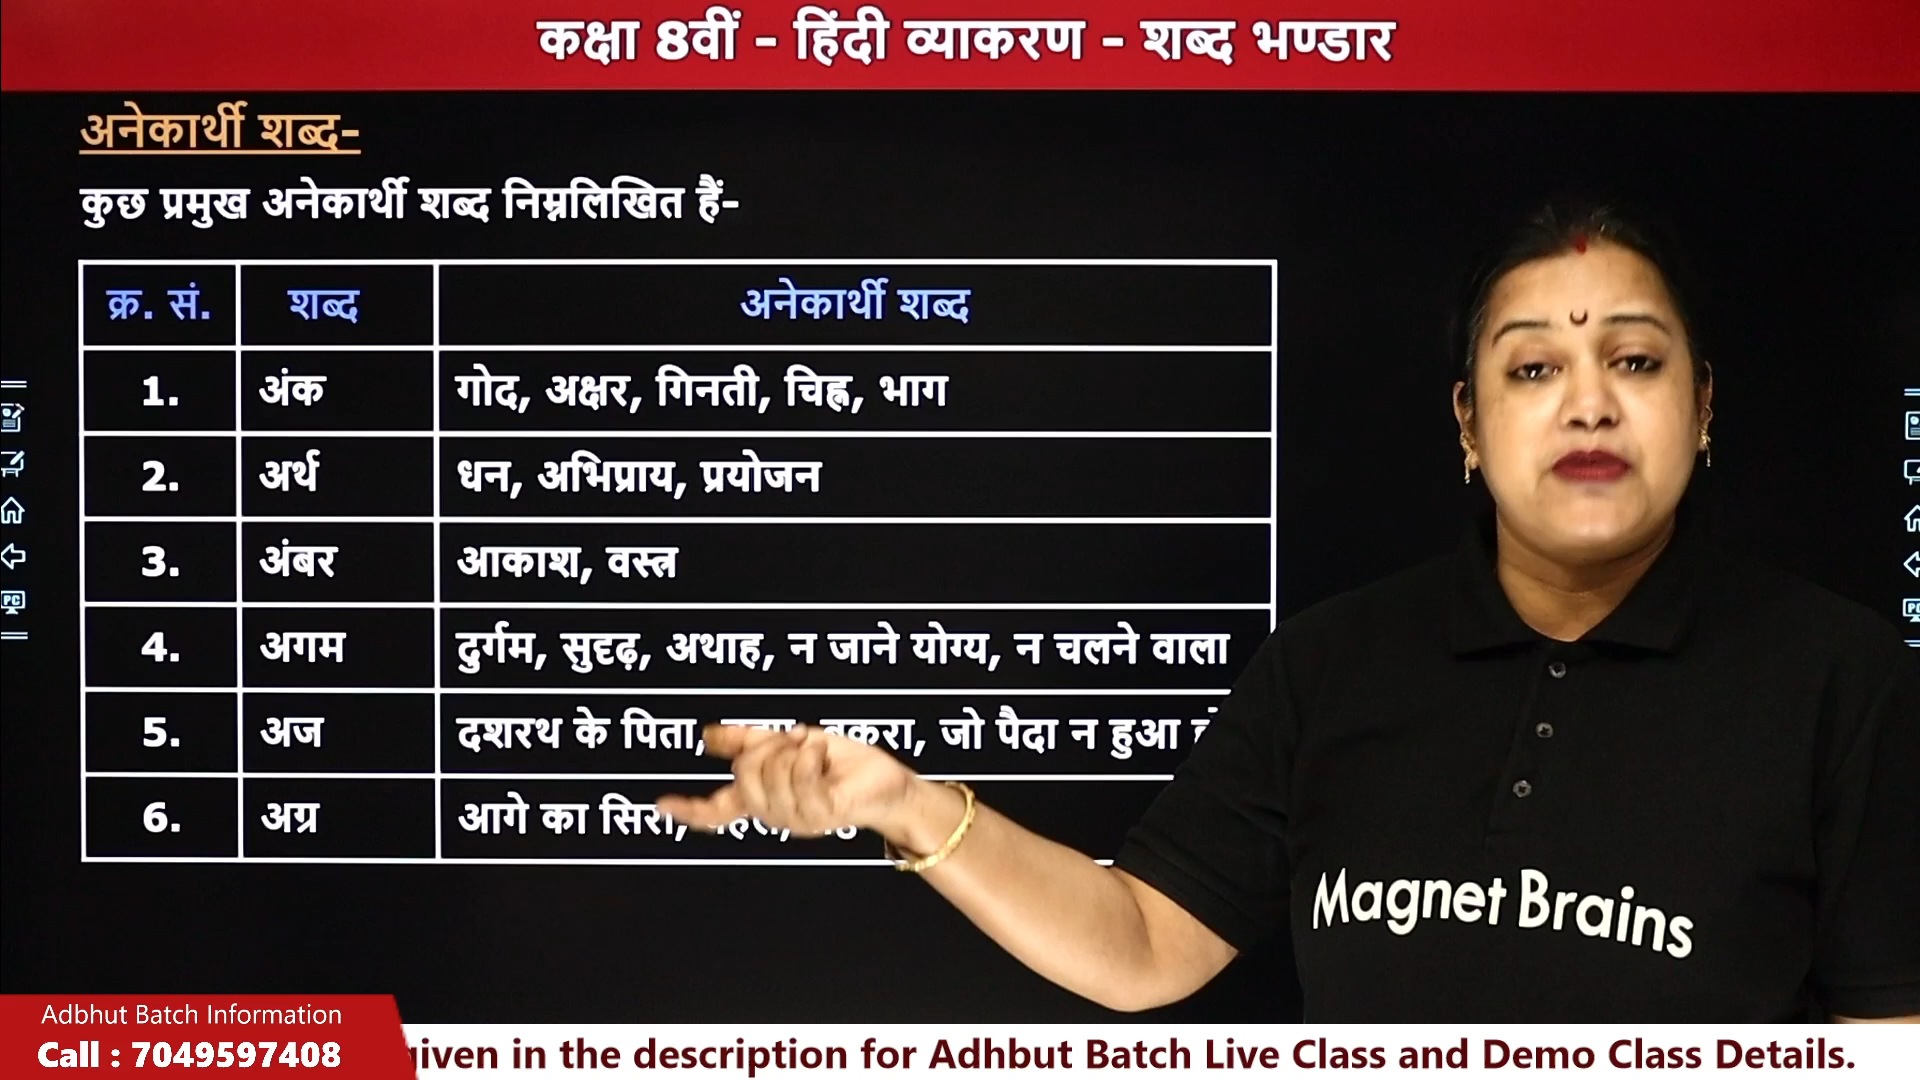 कक्षा 8वीं - हिंदी व्याकरण - शब्द भण्डार
अनेकार्थी शब्द-
कुछ प्रमुख अनेकार्थी शब्द निम्नलिखित हैं-
क्र. सं. शब्द अनेकार्थी शब्द
1. अंक गोद, अक्षर, गिनती, चिह्न, भाग
2. अर्थ धन, अभिप्राय, प्रयोजन
3. अंबर आकाश, वस्त्र
4. अगम दुर्गम, सुदृढ़, अथाह, न जाने योग्य, न चलने वाला
5. अज दशरथ के पिता, बकरा, जो पैदा न हुआ
6. अग्र आगे का सिरा,
PC
Magnet Brains
Adbhut Batch Information
Call : 7049597408
given in the description for Adhbut Batch Live Class and Demo Class Details.